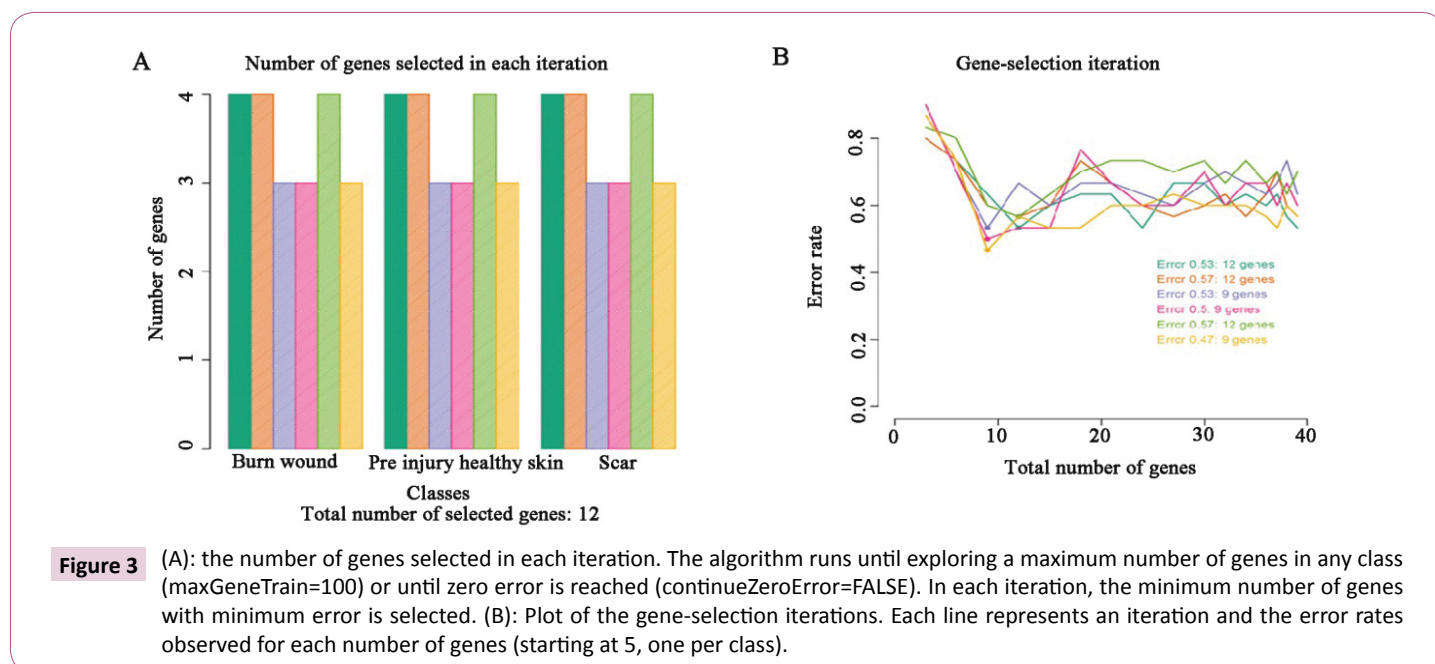 A
Number of genes selected in each iteration
Number of genes
4
3
2
1
0
Burn wound
Pre injury healthy skin
Scar
Classes
Total number of selected genes: 12
B
Gene-selection iteration
Error rate
0.8
0.6
0.4
0.2
0.0
0
10
20
30
40
Total number of genes
Error 0.53: 12 genes
Error 0.57: 12 genes
Error 0.53: 9 genes
Error 0.5: 9 genes
Error 0.57: 12 genes
Error 0.47: 9 genes
Figure 3
(A): the number of genes selected in each iteration. The algorithm runs until exploring a maximum number of genes in any class
(maxGeneTrain=100) or until zero error is reached (continueZeroError=FALSE). In each iteration, the minimum number of genes
with minimum error is selected. (B): Plot of the gene-selection iterations. Each line represents an iteration and the error rates
observed for each number of genes (starting at 5, one per class).